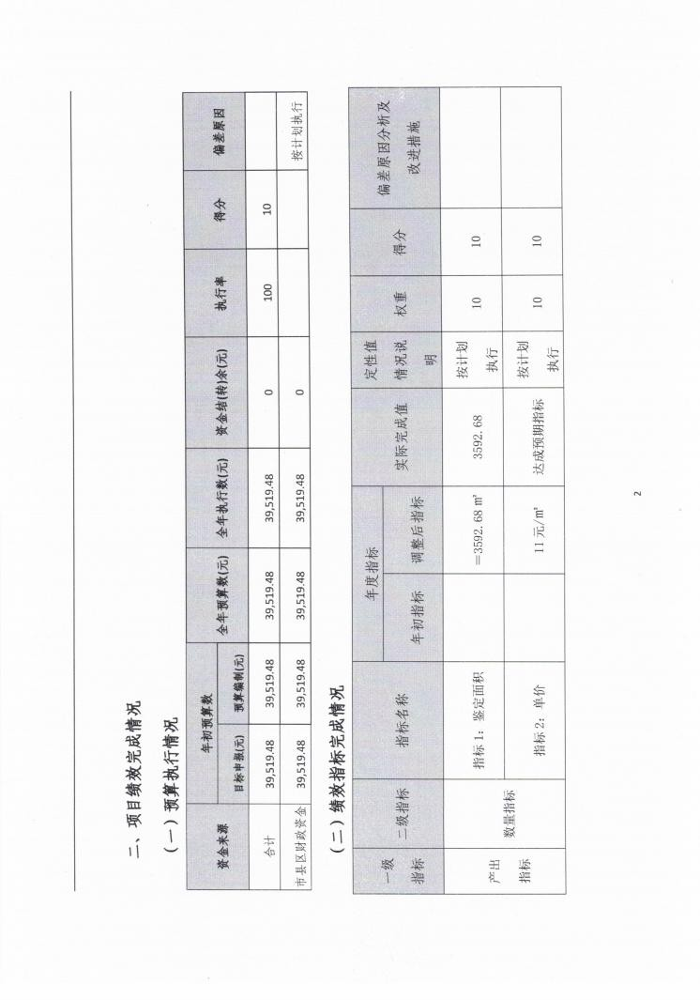 二、项目绩效完成情况
（一）预算执行情况
资金来源 年初预算数 全年预算数(元) 全年执行数(元) 资金结(转)余(元) 执行率 得分 偏差原因
目标申报(元) 预算编制(元)
合计 39,519.48 39,519.48 39,519.48 39,519.48 0 100 10
市县区财政资金 39,519.48 39,519.48 39,519.48 39,519.48 0 按计划执行
（二）绩效指标完成情况
一级指标 二级指标 指标名称 年度指标 实际完成值 定性值情况说明 权重 得分 偏差原因分析及改进措施
年初指标 调整后指标
产出指标 数量指标 指标 1：鉴定面积 =3592.68 m² 3592.68 按计划执行 10 10
指标 2：单价 11 元/m² 达成预期指标 按计划执行 10 10
2